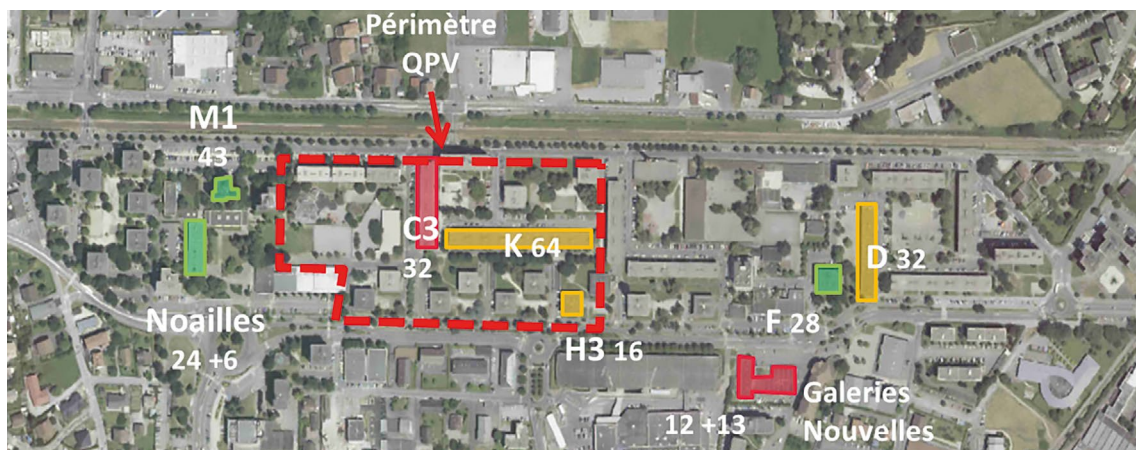 Périmètre
QPV
M1
43
C3
32
K 64
D 32
Noailles
24 +6
F 28
H3 16
Galeries
Nouvelles
12 +13